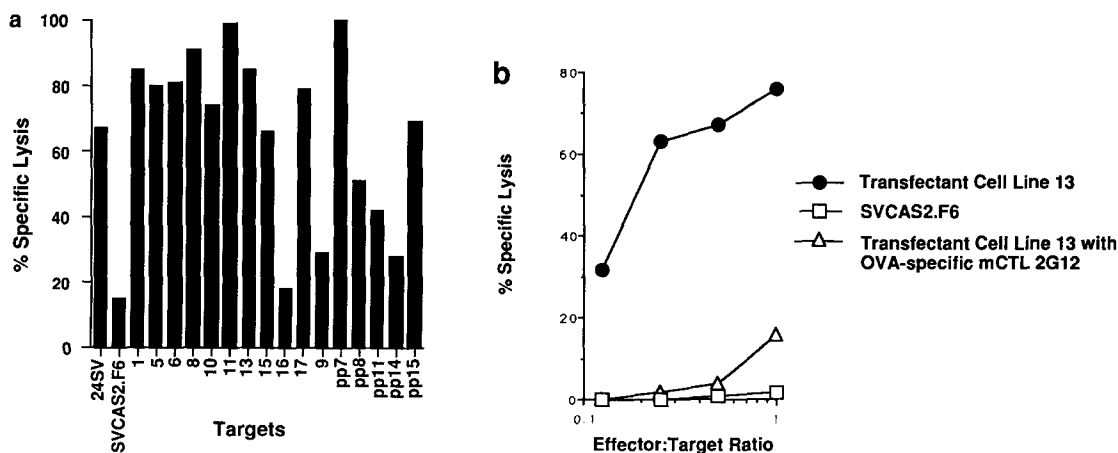 a
% Specific Lysis
100
80
60
40
20
0
24SV
SVCAS2.F6
1
5
6
8
10
11
13
15
16
17
9
pp7
pp8
pp11
pp14
pp15
Targets
b
% Specific Lysis
80
60
40
20
0
0.1
1
Effector:Target Ratio
Transfectant Cell Line 13
SVCAS2.F6
Transfectant Cell Line 13 with
OVA-specific mCTL 2G12